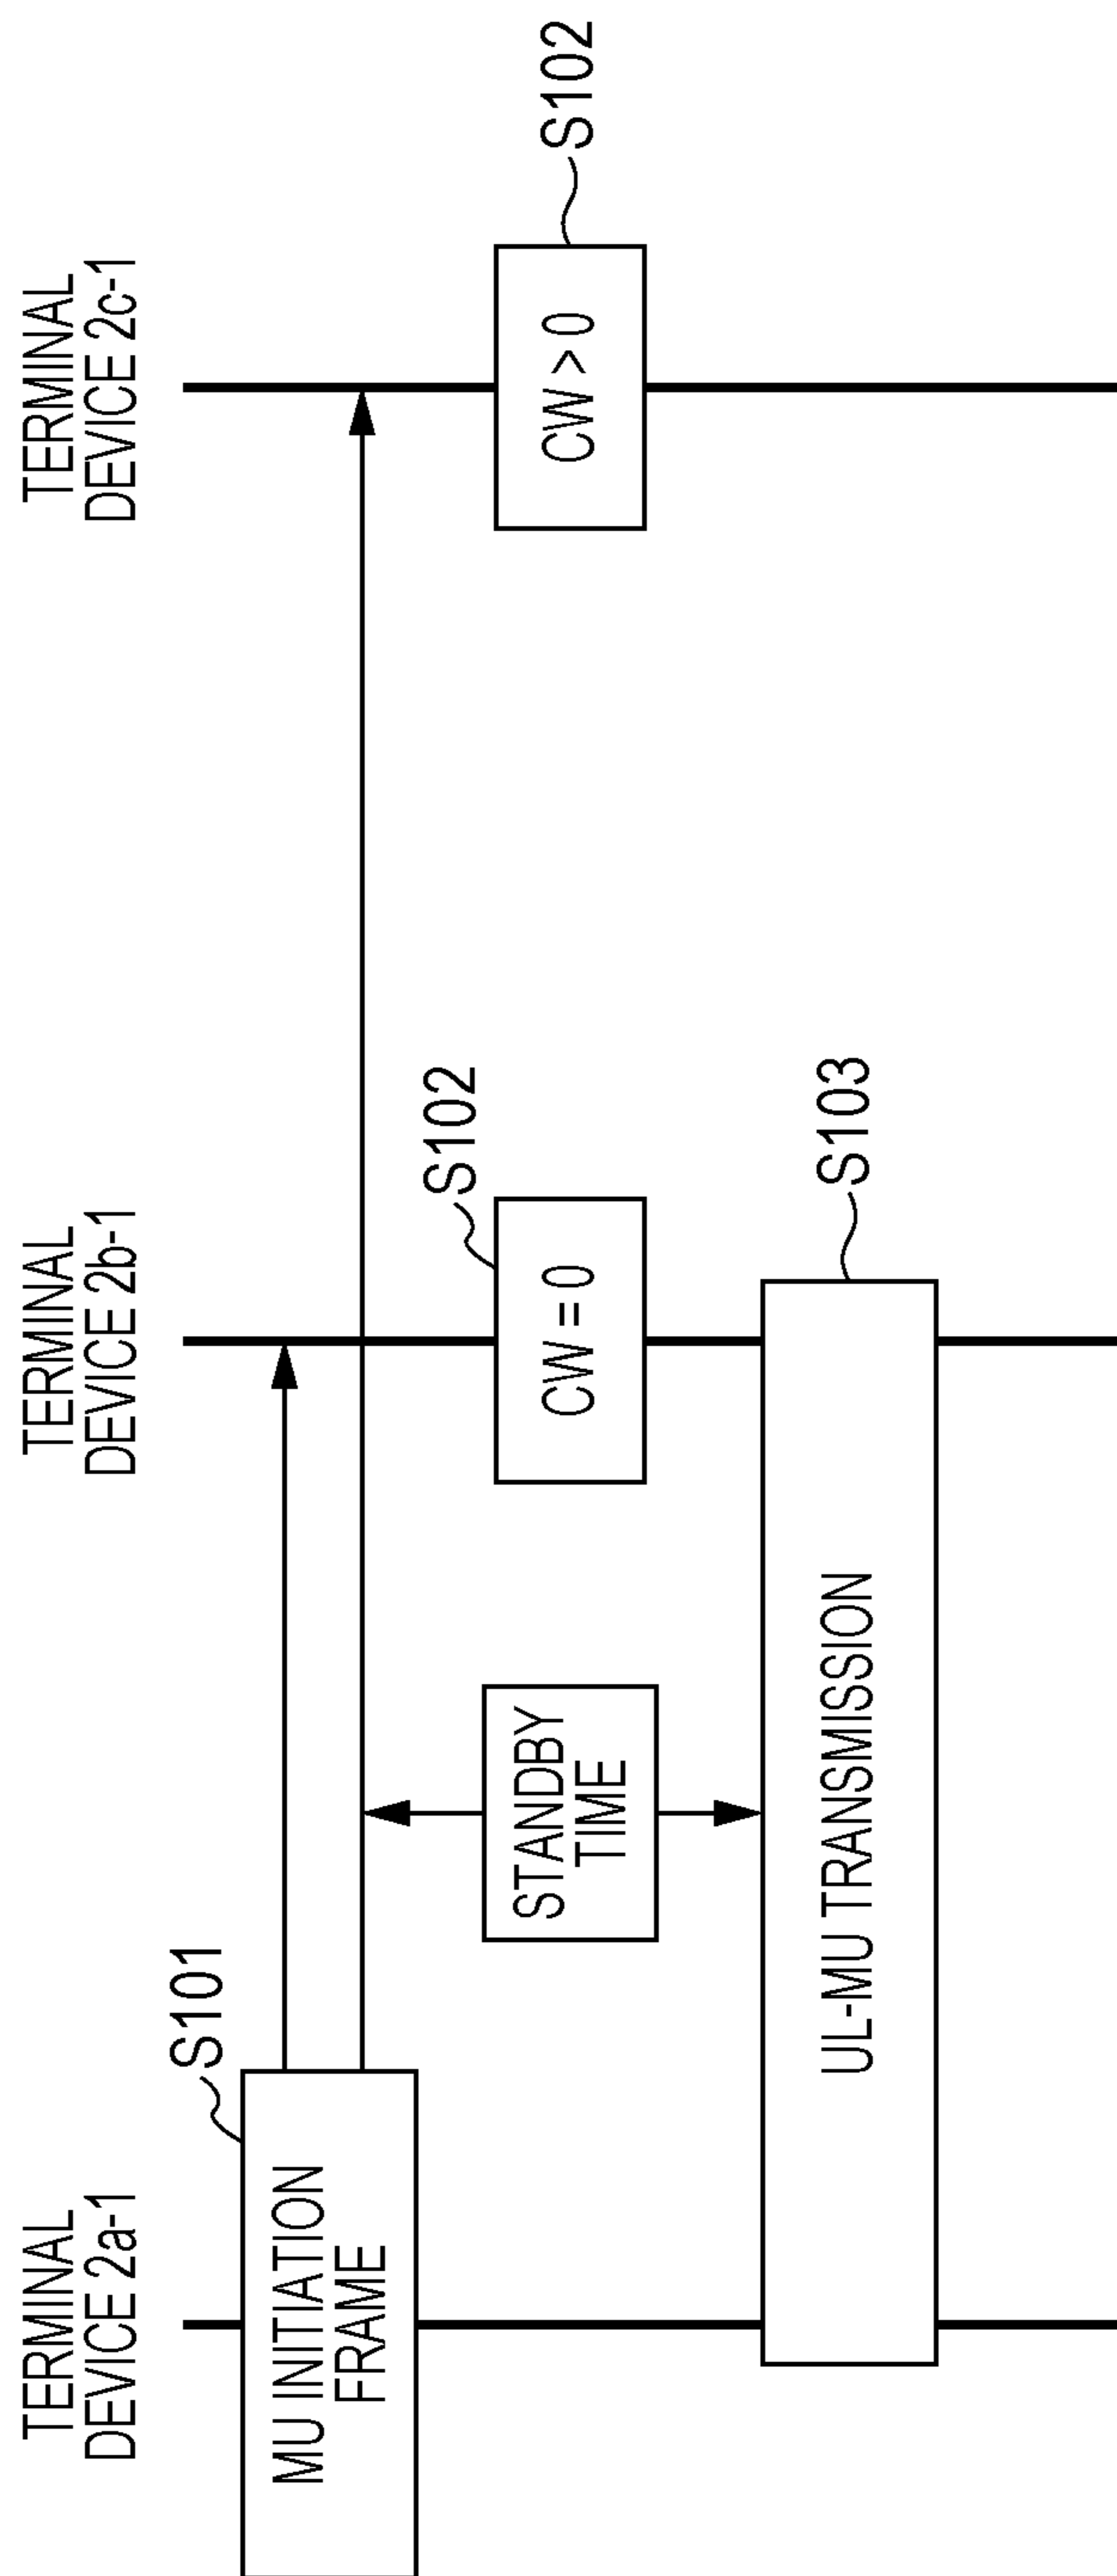 TERMINAL
DEVICE 2a-1
TERMINAL
DEVICE 2b-1
TERMINAL
DEVICE 2c-1
S101
MU INITIATION
FRAME
S102
CW = 0
S102
CW > 0
STANDBY
TIME
S103
UL-MU TRANSMISSION